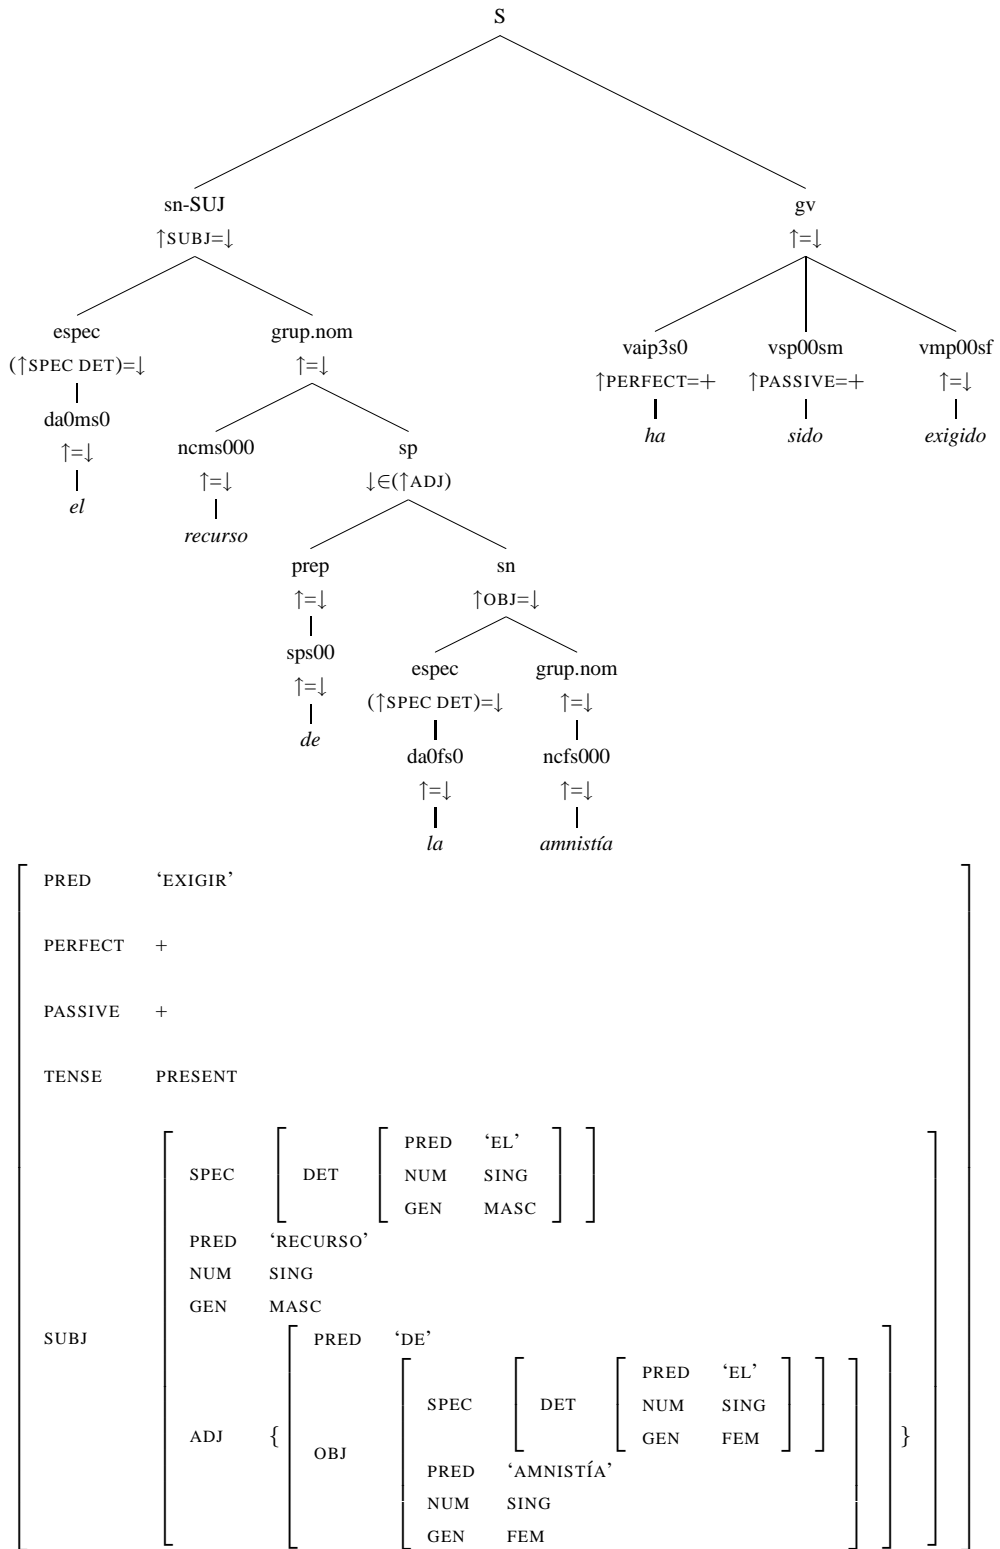 S
sn-SUJ gv
↑SUBJ=↓ ↑=↓
espec grup.nom vaip3s0 vsp00sm vmp00sf
(↑SPEC DET)=↓ ↑=↓ ↑PERFECT=+ ↑PASSIVE=+ ↑=↓
da0ms0 ncms000 sp ha sido exigido
↑=↓ ↑=↓ ↓∈(↑ADJ)
el recurso
prep sn
↑=↓ ↑OBJ=↓
sps00 espec grup.nom
↑=↓ (↑SPEC DET)=↓ ↑=↓
de da0fs0 ncfs000
↑=↓ ↑=↓
la amnistía
PRED ‘EXIGIR’
PERFECT +
PASSIVE +
TENSE PRESENT
PRED ‘EL’
SPEC DET NUM SING
GEN MASC
PRED ‘RECURSO’
NUM SING
GEN MASC
SUBJ PRED ‘DE’
PRED ‘EL’
SPEC DET NUM SING
ADJ { GEN FEM }
OBJ
PRED ‘AMNISTÍA’
NUM SING
GEN FEM